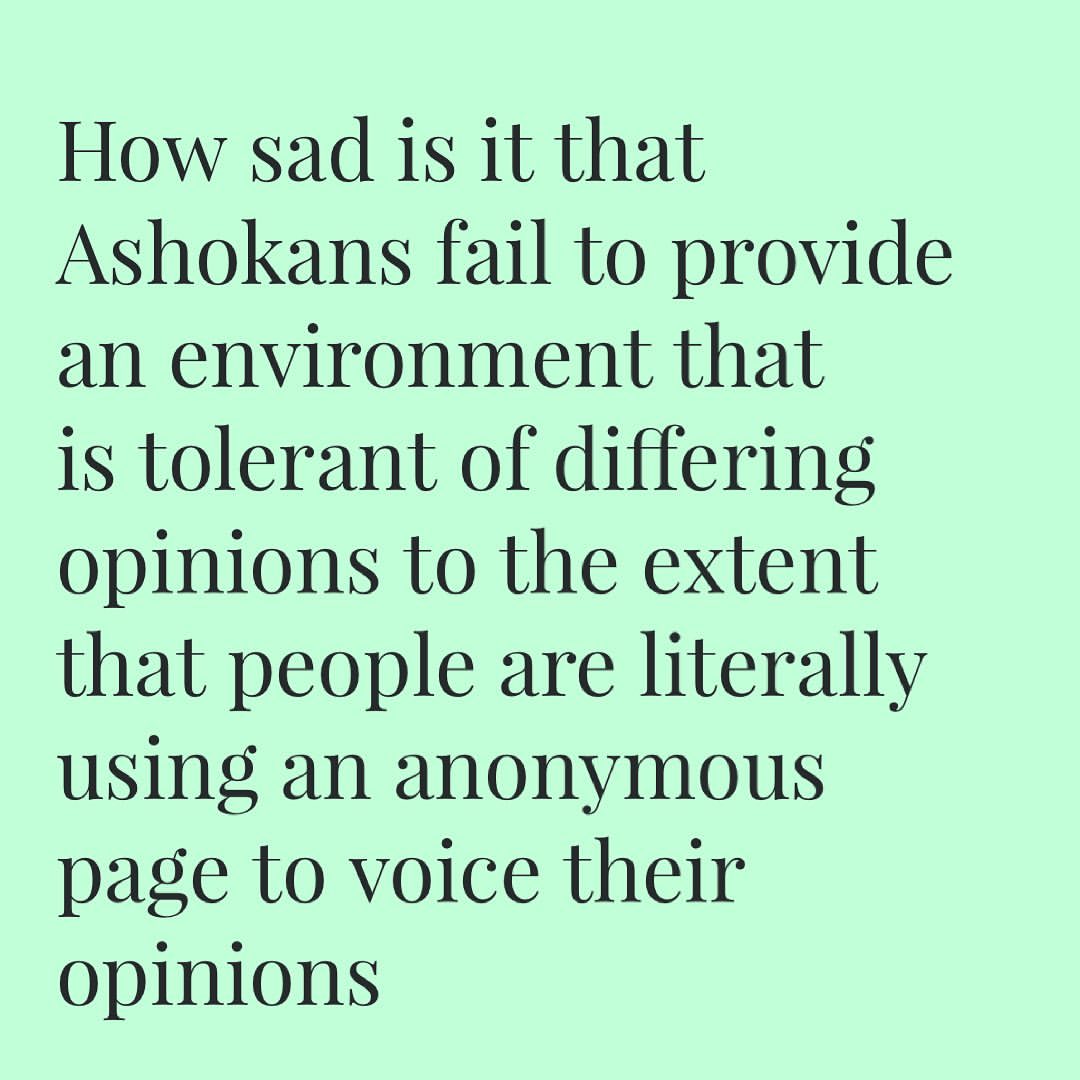 How sad is it that
Ashokans fail to provide
an environment that
is tolerant of differing
opinions to the extent
that people are literally
using an anonymous
page to voice their
opinions